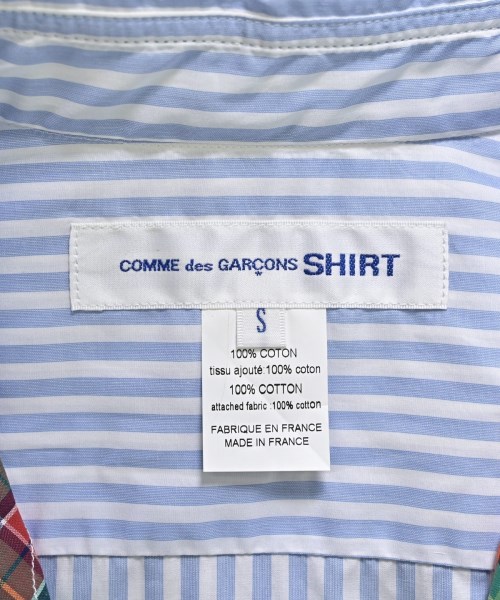 COMME des GARÇONS SHIRT
S
100% COTON
tissu ajouté:100% coton
100% COTTON
attached fabric :100% cotton
FABRIQUE EN FRANCE
MADE IN FRANCE